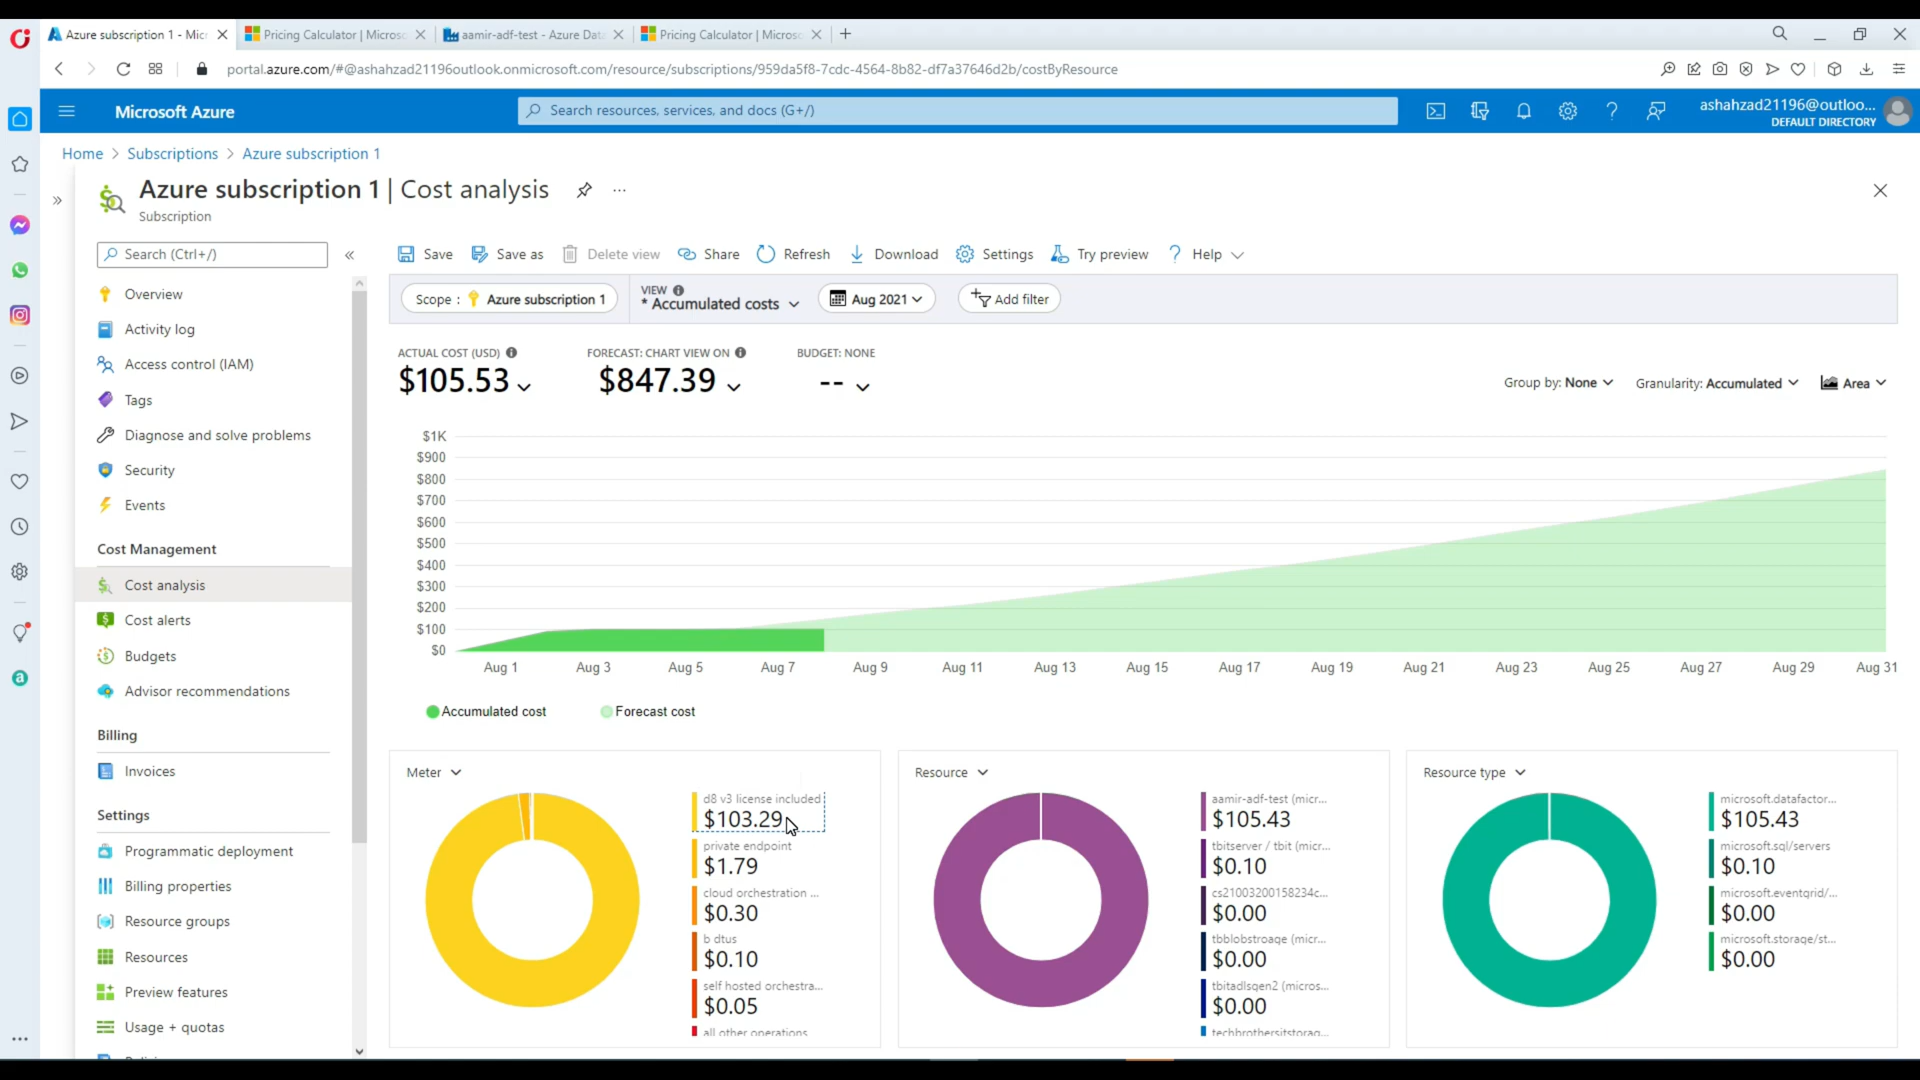 Azure subscription 1 - Micr
Pricing Calculator | Microso
aamir-adf-test - Azure Data
Pricing Calculator | Microso
portal.azure.com/#@ashahzad21196outlook.onmicrosoft.com/resource/subscriptions/959da5f8-7cdc-4564-8b82-df7a37646d2b/costByResource
Microsoft Azure
Search resources, services, and docs (G+/)
ashahzad21196@outloo...
DEFAULT DIRECTORY
Home > Subscriptions > Azure subscription 1
Azure subscription 1 | Cost analysis
Subscription
Search (Ctrl+/)
Overview
Activity log
Access control (IAM)
Tags
Diagnose and solve problems
Security
Events
Cost Management
Cost analysis
Cost alerts
Budgets
Advisor recommendations
Billing
Invoices
Settings
Programmatic deployment
Billing properties
Resource groups
Resources
Preview features
Usage + quotas
Save
Save as
Delete view
Share
Refresh
Download
Settings
Try preview
Help
Scope : Azure subscription 1
VIEW
* Accumulated costs
Aug 2021
Add filter
ACTUAL COST (USD)
$105.53
FORECAST: CHART VIEW ON
$847.39
BUDGET: NONE
--
Group by: None
Granularity: Accumulated
Area
$1K
$900
$800
$700
$600
$500
$400
$300
$200
$100
$0
Aug 1 Aug 3 Aug 5 Aug 7 Aug 9 Aug 11 Aug 13 Aug 15 Aug 17 Aug 19 Aug 21 Aug 23 Aug 25 Aug 27 Aug 29 Aug 31
Accumulated cost
Forecast cost
Meter
d8 v3 license included
$103.29
private endpoint
$1.79
cloud orchestration ...
$0.30
b dtus
$0.10
self hosted orchestra...
$0.05
all other operations
Resource
aamir-adf-test (micr...
$105.43
tbitserver / tbit (micr...
$0.10
cs21003200158234c...
$0.00
tbblobstroage (micr...
$0.00
tbitadlsgen2 (micros...
$0.00
techbrothersitstorag...
Resource type
microsoft.datafactor...
$105.43
microsoft.sql/servers
$0.10
microsoft.eventgrid/...
$0.00
microsoft.storage/st...
$0.00